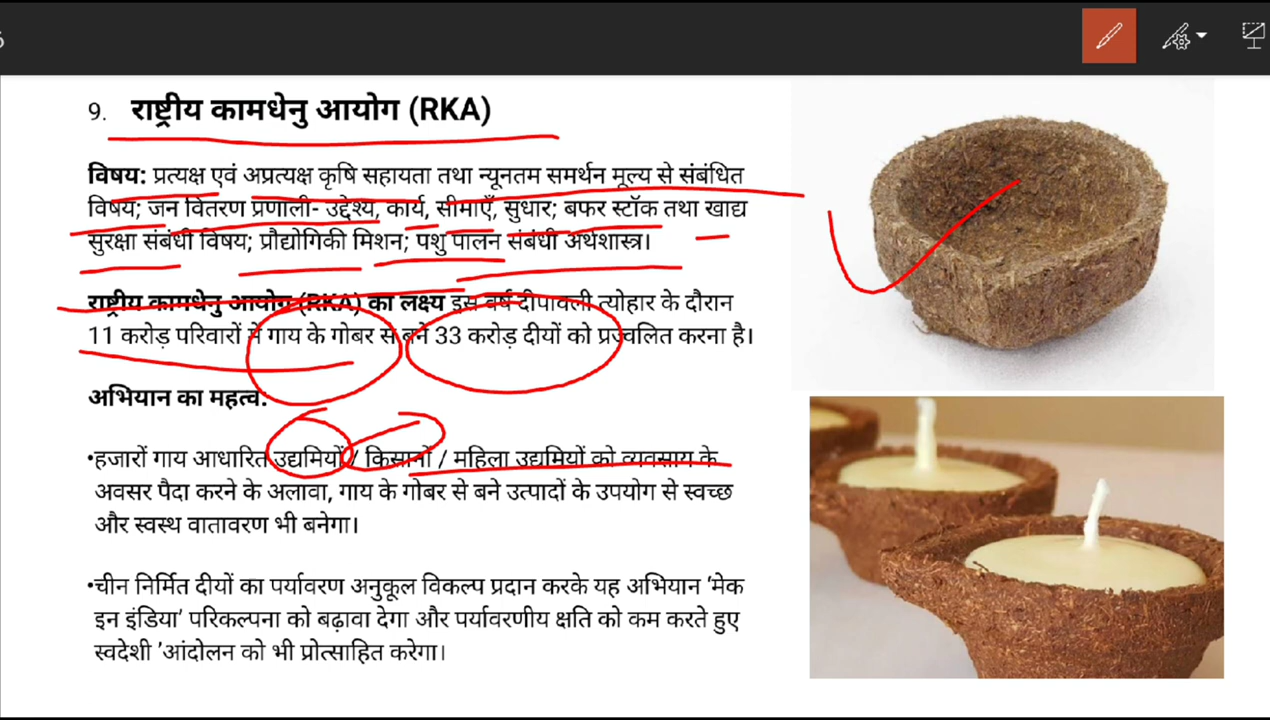 9. राष्ट्रीय कामधेनु आयोग (RKA)
विषय: प्रत्यक्ष एवं अप्रत्यक्ष कृषि सहायता तथा न्यूनतम समर्थन मूल्य से संबंधित
विषय; जन वितरण प्रणाली- उद्देश्य, कार्य, सीमाएँ, सुधार; बफर स्टॉक तथा खाद्य
सुरक्षा संबंधी विषय; प्रौद्योगिकी मिशन; पशु पालन संबंधी अर्थशास्त्र।
राष्ट्रीय कामधेनु आयोग (RKA) का लक्ष्य इस वर्ष दीपावली त्योहार के दौरान
11 करोड़ परिवारों में गाय के गोबर से बने 33 करोड़ दीयों को प्रज्वलित करना है।
अभियान का महत्व:
•हजारों गाय आधारित उद्यमियों / किसानों / महिला उद्यमियों को व्यवसाय के
अवसर पैदा करने के अलावा, गाय के गोबर से बने उत्पादों के उपयोग से स्वच्छ
और स्वस्थ वातावरण भी बनेगा।
•चीन निर्मित दीयों का पर्यावरण अनुकूल विकल्प प्रदान करके यह अभियान ‘मेक
इन इंडिया’ परिकल्पना को बढ़ावा देगा और पर्यावरणीय क्षति को कम करते हुए
स्वदेशी ’आंदोलन को भी प्रोत्साहित करेगा।